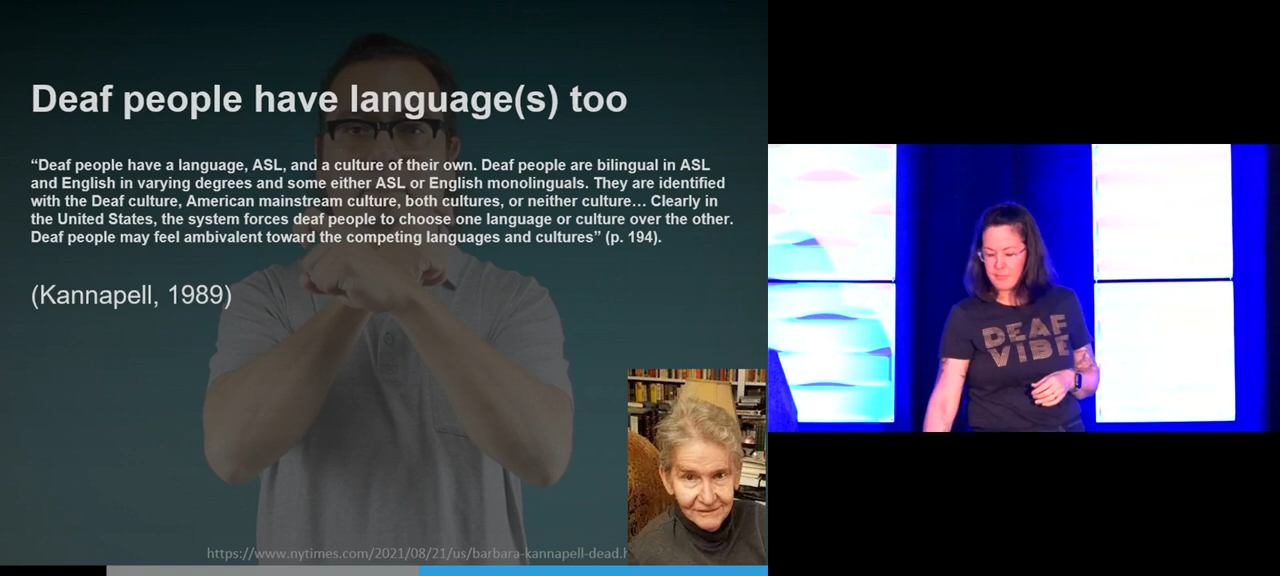 Deaf people have language(s) too
“Deaf people have a language, ASL, and a culture of their own. Deaf people are bilingual in ASL
and English in varying degrees and some either ASL or English monolinguals. They are identified
with the Deaf culture, American mainstream culture, both cultures, or neither culture… Clearly in
the United States, the system forces deaf people to choose one language or culture over the other.
Deaf people may feel ambivalent toward the competing languages and cultures” (p. 194).
(Kannapell, 1989)
https://www.nytimes.com/2021/08/21/us/barbara-kannapell-dead.h
DEAF
VIBE